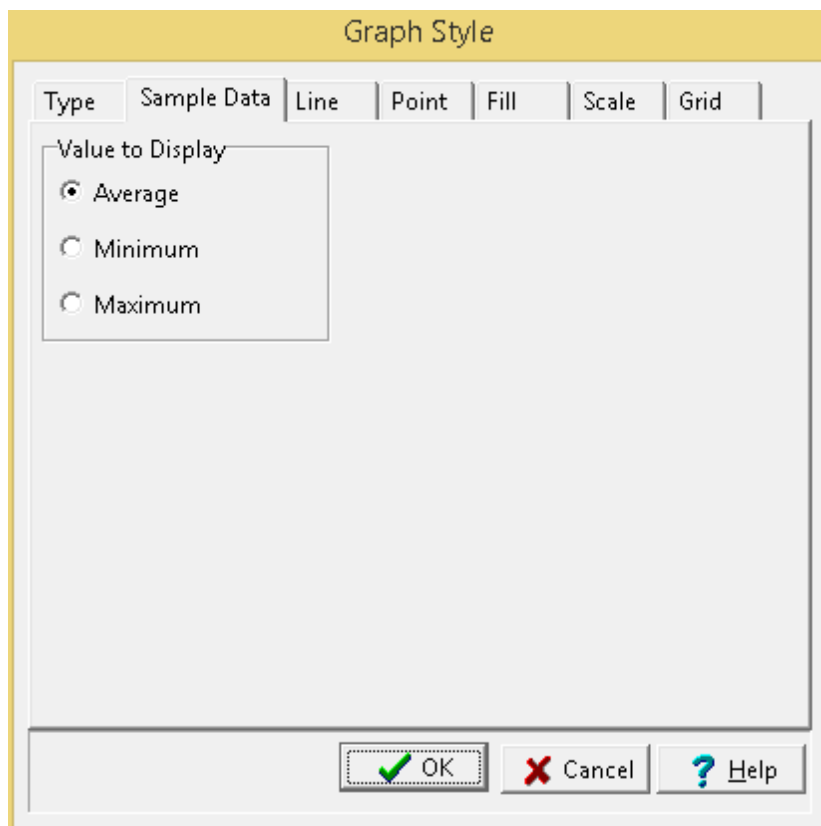 Graph Style
Type Sample Data Line Point Fill Scale Grid
Value to Display
Average
Minimum
Maximum
OK Cancel Help